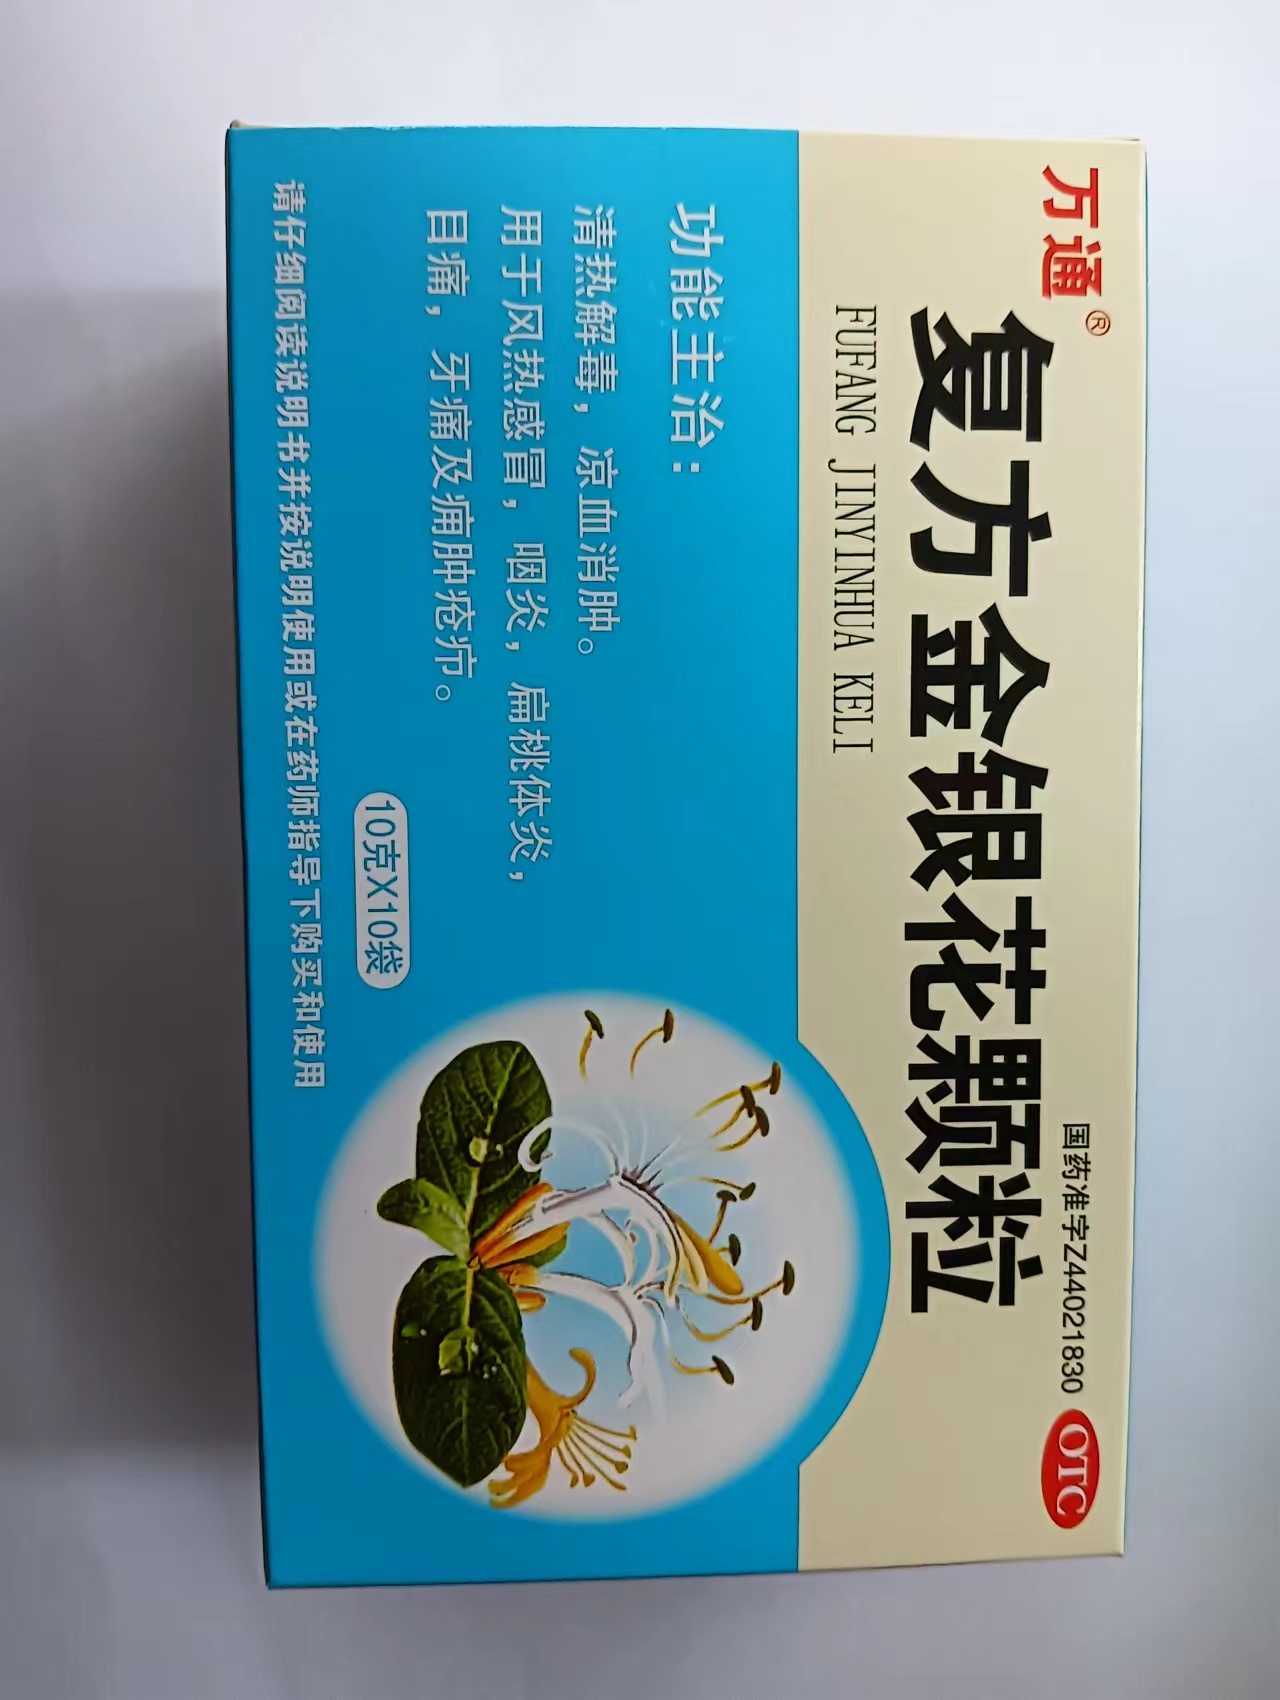 万通®
国药准字Z44021830
OTC
复方金银花颗粒
FUFANG JINYINHUA KELI
功能主治：
清热解毒，凉血消肿。
用于风热感冒，咽炎，扁桃体炎，
目痛，牙痛及痈肿疮疖。
10克X10袋
请仔细阅读说明书并按说明使用或在药师指导下购买和使用